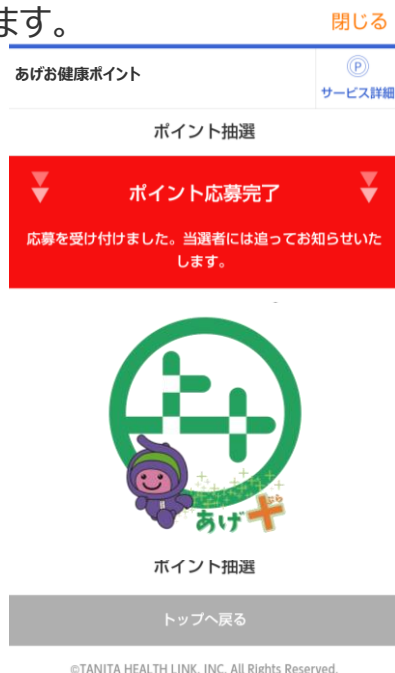 ます。
閉じる
あげお健康ポイント
P
サービス詳細
ポイント抽選
ポイント応募完了
応募を受け付けました。当選者には追ってお知らせいた
します。
あげ+
ぷら
ポイント抽選
トップへ戻る
©TANITA HEALTH LINK, INC. All Rights Reserved.